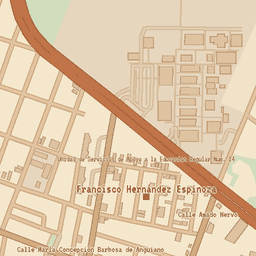 Unidad de Servicios de Apoyo a la Educación Regular Num. 14
Francisco Hernández Espinoza
Calle Amado Nervo
Calle María Concepcion Barbosa de Anguiano